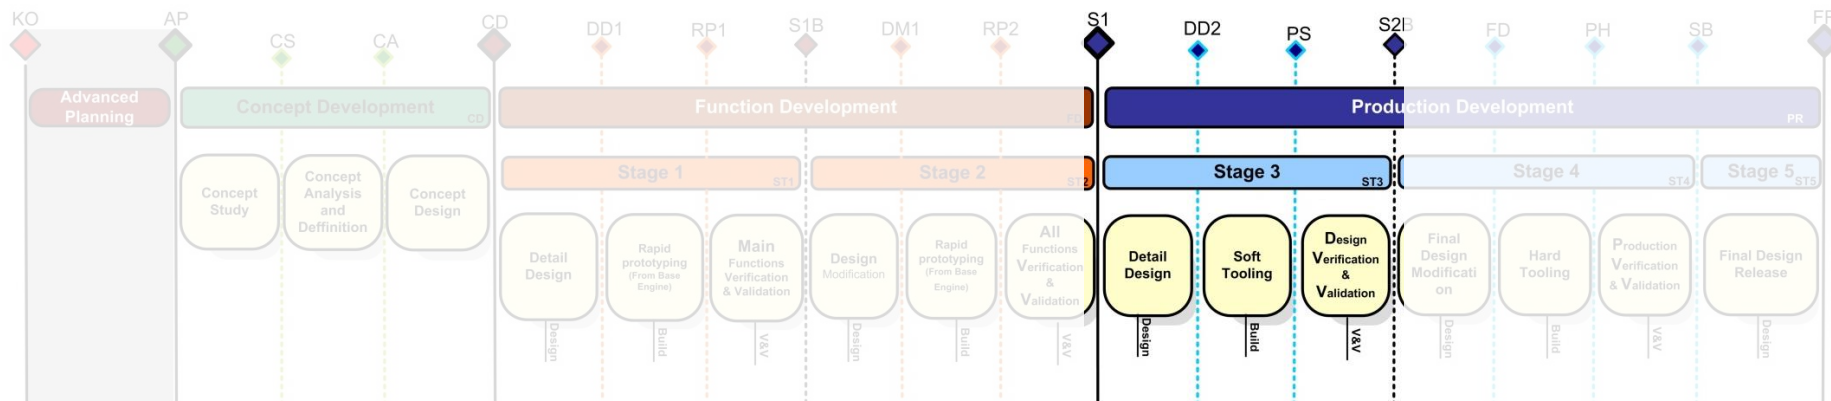 KO
AP
CS
CA
CD
DD1
RP1
S1B
DM1
RP2
S1
DD2
PS
S2B
FD
PH
SB
Advanced
Planning
Concept Development
CD
Function Development
FD
Production Development
PR
Stage 1
ST1
Stage 2
ST2
Stage 3
ST3
Stage 4
ST4
Stage 5
ST5
Concept
Study
Concept
Analysis
and
Deffinition
Concept
Design
Detail
Design
Rapid
prototyping
(From Base
Engine)
Main
Functions
Verification
& Validation
Design
Modification
Rapid
prototyping
(From Base
Engine)
All
Functions
Verification
&
Validation
Detail
Design
Soft
Tooling
Design
Verification
&
Validation
Final
Design
Modificati
on
Hard
Tooling
Production
Verification
& Validation
Final Design
Release
Design
Build
V&V
Design
Build
V&V
Design
Build
V&V
Design
Build
V&V
Design